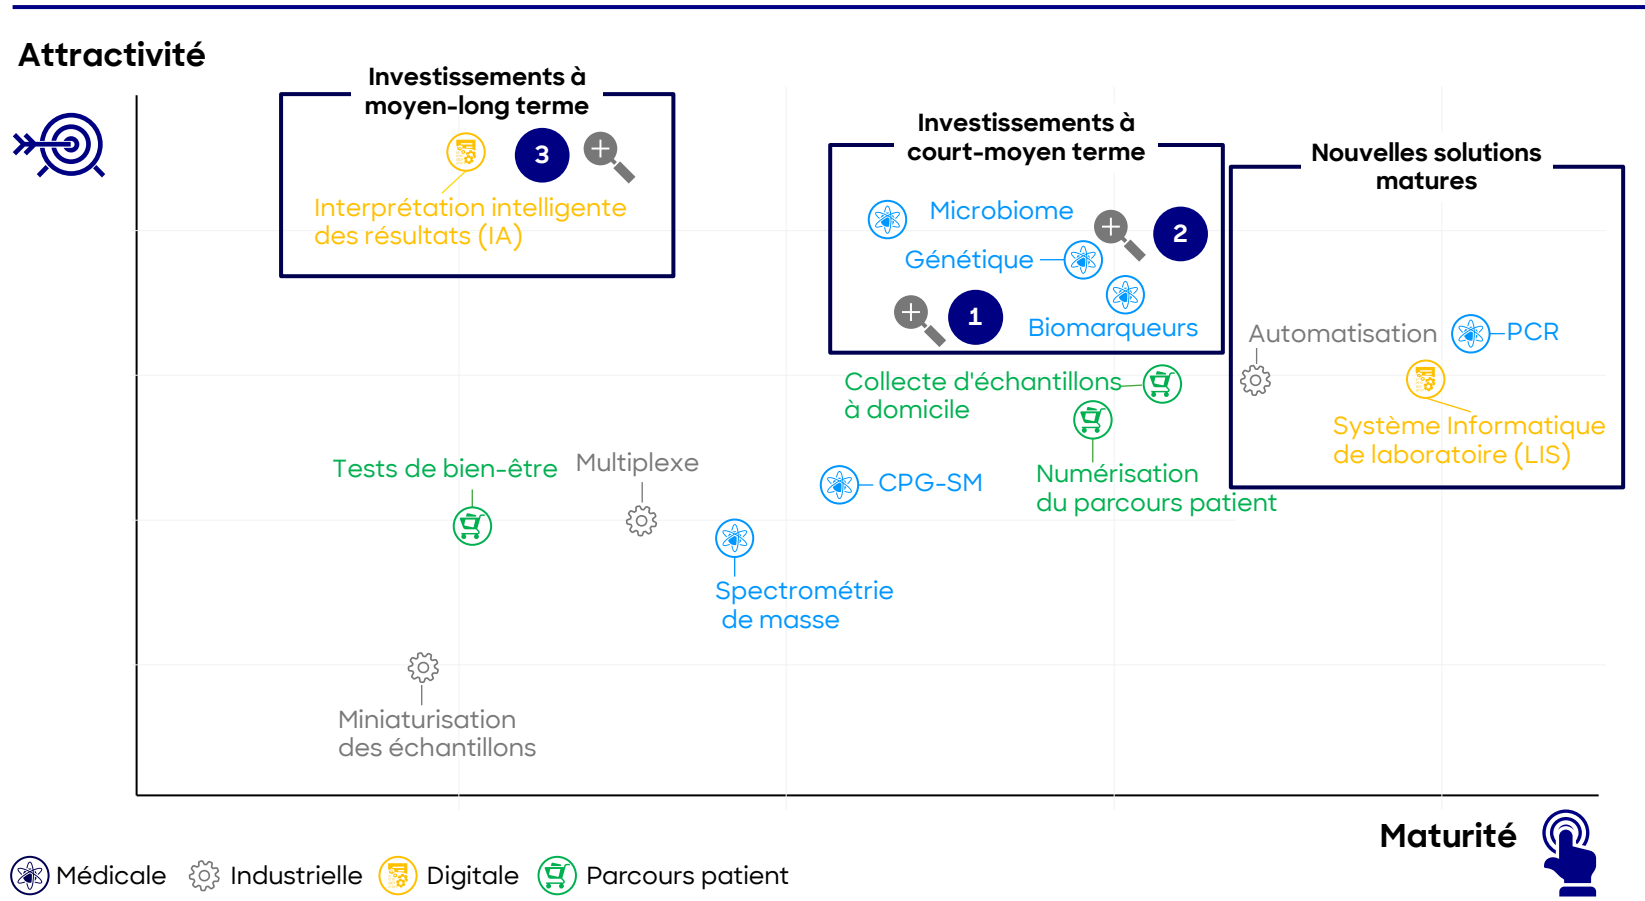 Attractivité
Investissements à
moyen-long terme
3
Interprétation intelligente
des résultats (IA)
Investissements à
court-moyen terme
Microbiome
2
Génétique
1
Biomarqueurs
Nouvelles solutions
matures
Automatisation
PCR
Système Informatique
de laboratoire (LIS)
Collecte d'échantillons
à domicile
Numérisation
du parcours patient
Tests de bien-être
Multiplexe
CPG-SM
Spectrométrie
de masse
Miniaturisation
des échantillons
Maturité
Médicale
Industrielle
Digitale
Parcours patient